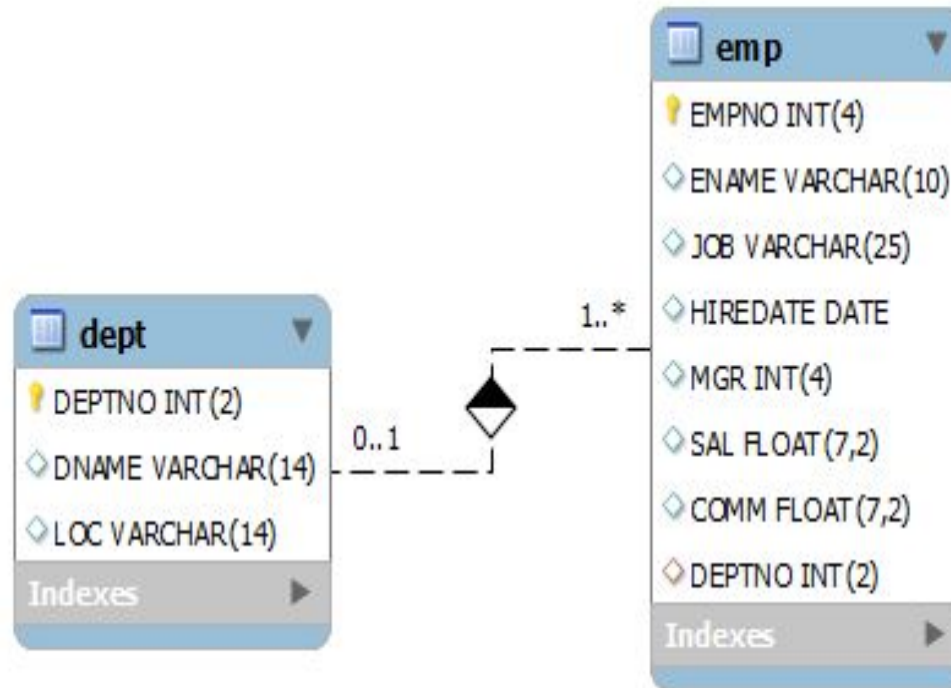 dept
DEPTNO INT(2)
DNAME VARCHAR(14)
LOC VARCHAR(14)
Indexes
0..1
1..*
emp
EMPNO INT(4)
ENAME VARCHAR(10)
JOB VARCHAR(25)
HIREDATE DATE
MGR INT(4)
SAL FLOAT(7,2)
COMM FLOAT(7,2)
DEPTNO INT(2)
Indexes